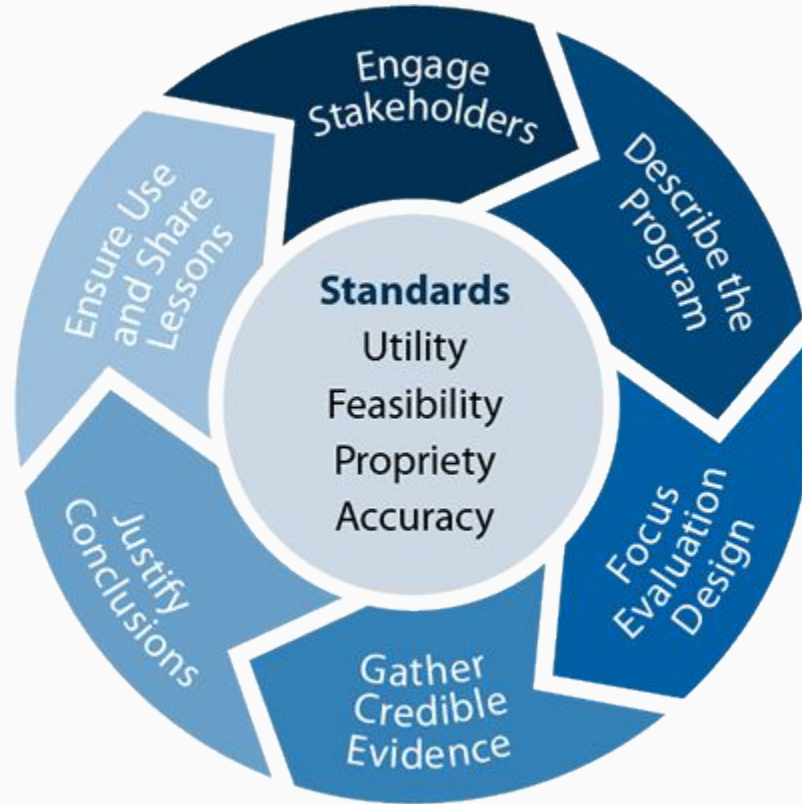 Engage
Stakeholders
Describe the
Program
Focus
Evaluation
Design
Gather
Credible
Evidence
Justify
Conclusions
Ensure Use
and Share
Lessons
Standards
Utility
Feasibility
Propriety
Accuracy